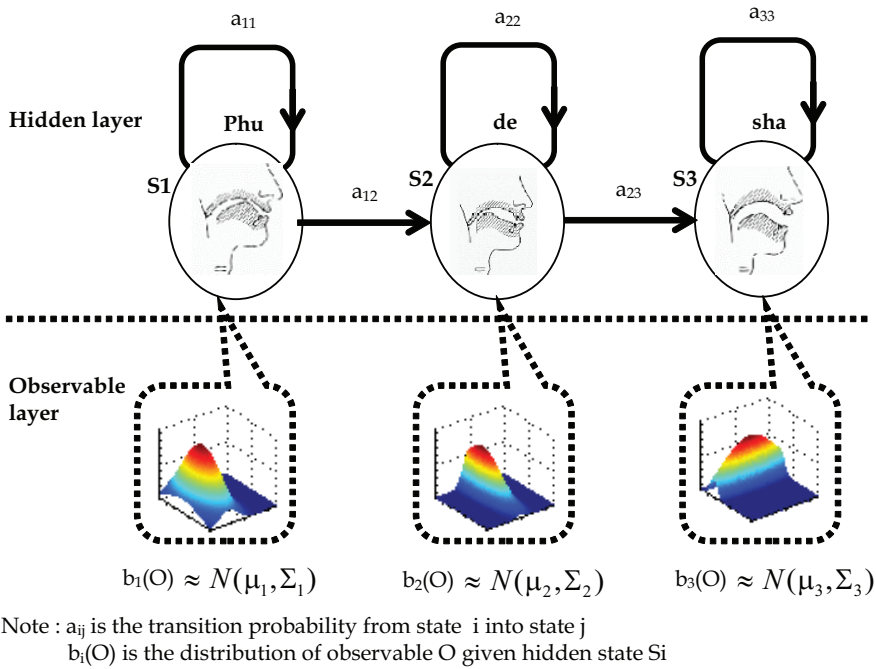 a₁₁ a₂₂ a₃₃
Hidden layer Phu de sha
S1 a₁₂ S2 a₂₃ S3
Observable
layer
b₁(O) ≈ N(μ₁,Σ₁) b₂(O) ≈ N(μ₂,Σ₂) b₃(O) ≈ N(μ₃,Σ₃)
Note : aᵢⱼ is the transition probability from state i into state j
bᵢ(O) is the distribution of observable O given hidden state Si